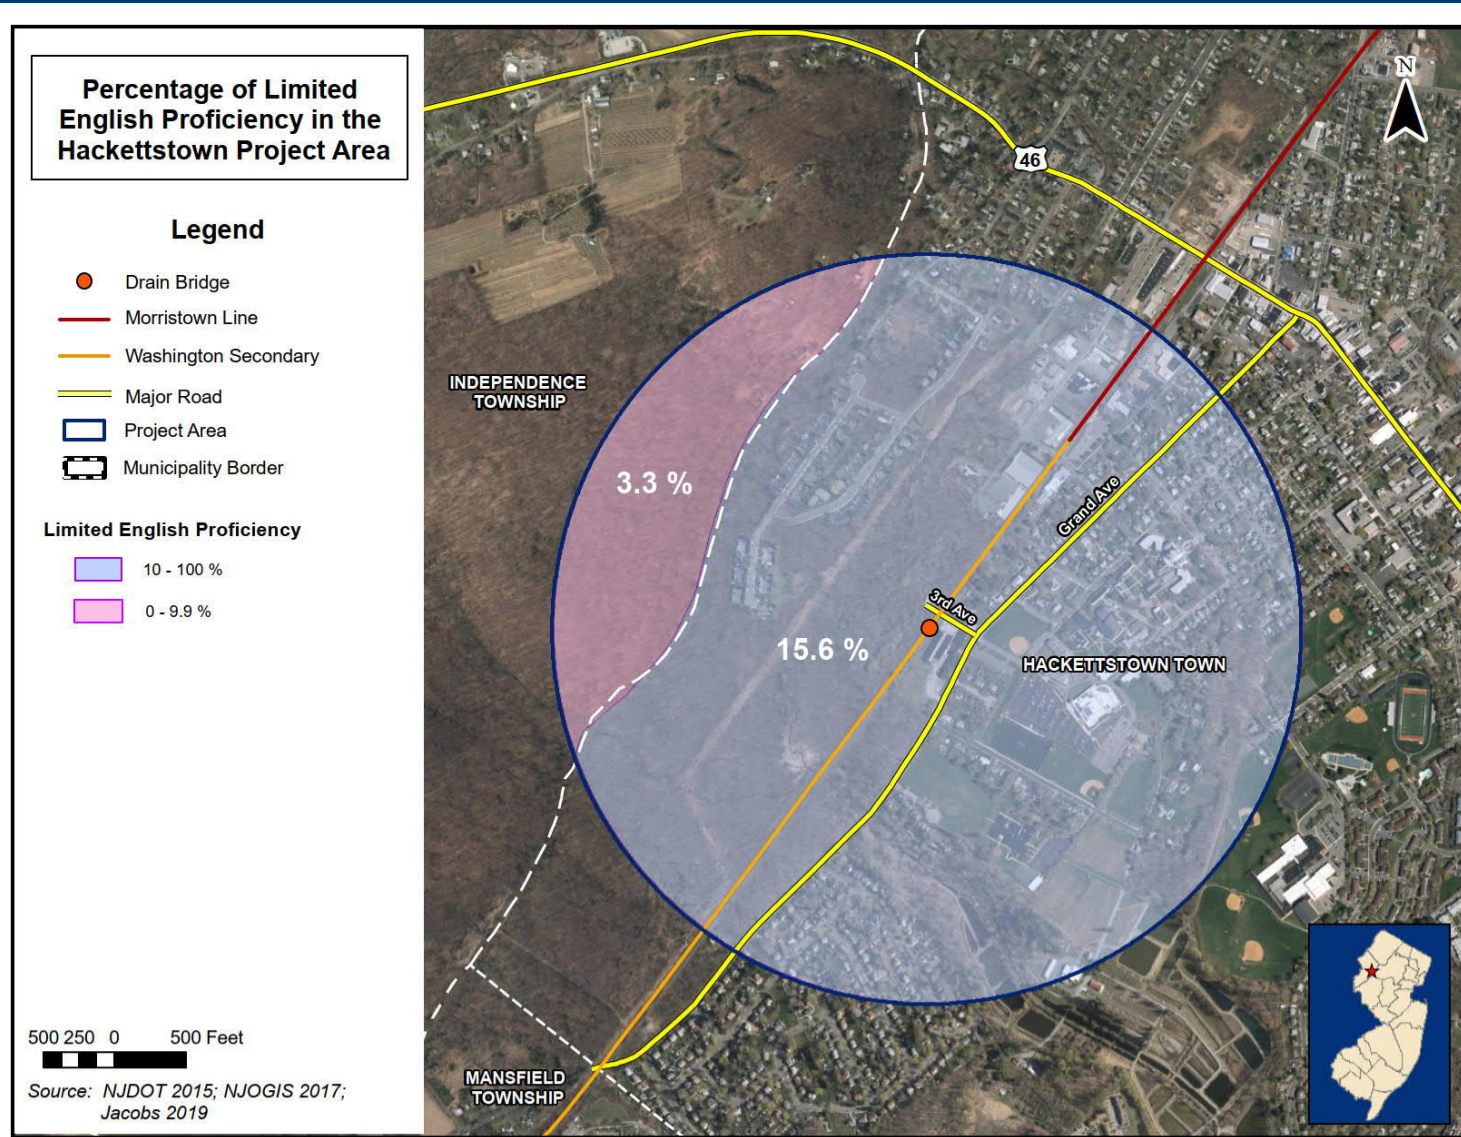 Percentage of Limited
English Proficiency in the
Hackettstown Project Area
Legend
Drain Bridge
Morristown Line
Washington Secondary
Major Road
Project Area
Municipality Border
Limited English Proficiency
10 - 100 %
0 - 9.9 %
500 250 0 500 Feet
Source: NJDOT 2015; NJOGIS 2017;
Jacobs 2019
N
46
INDEPENDENCE
TOWNSHIP
3.3 %
Grand Ave
3rd Ave
15.6 %
HACKETTSTOWN TOWN
MANSFIELD
TOWNSHIP